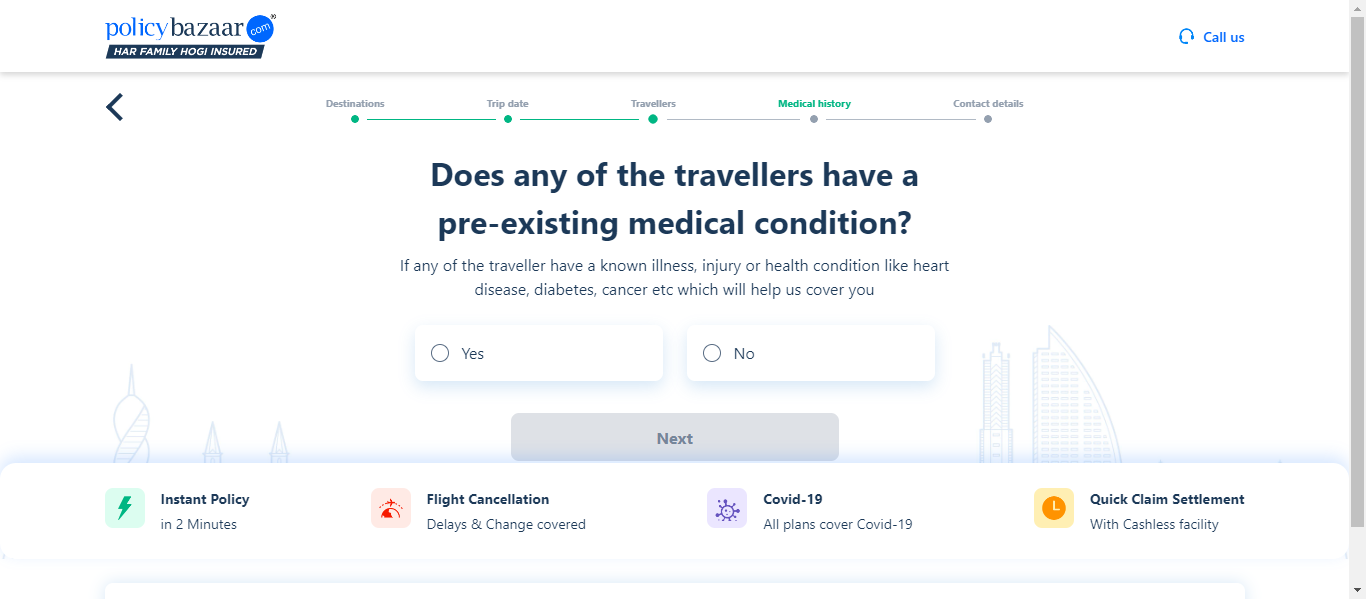 policybazaar.com®
HAR FAMILY HOGI INSURED
Call us
Destinations
Trip date
Travellers
Medical history
Contact details
Does any of the travellers have a
pre-existing medical condition?
If any of the traveller have a known illness, injury or health condition like heart
disease, diabetes, cancer etc which will help us cover you
Yes
No
Next
Instant Policy
in 2 Minutes
Flight Cancellation
Delays & Change covered
Covid-19
All plans cover Covid-19
Quick Claim Settlement
With Cashless facility